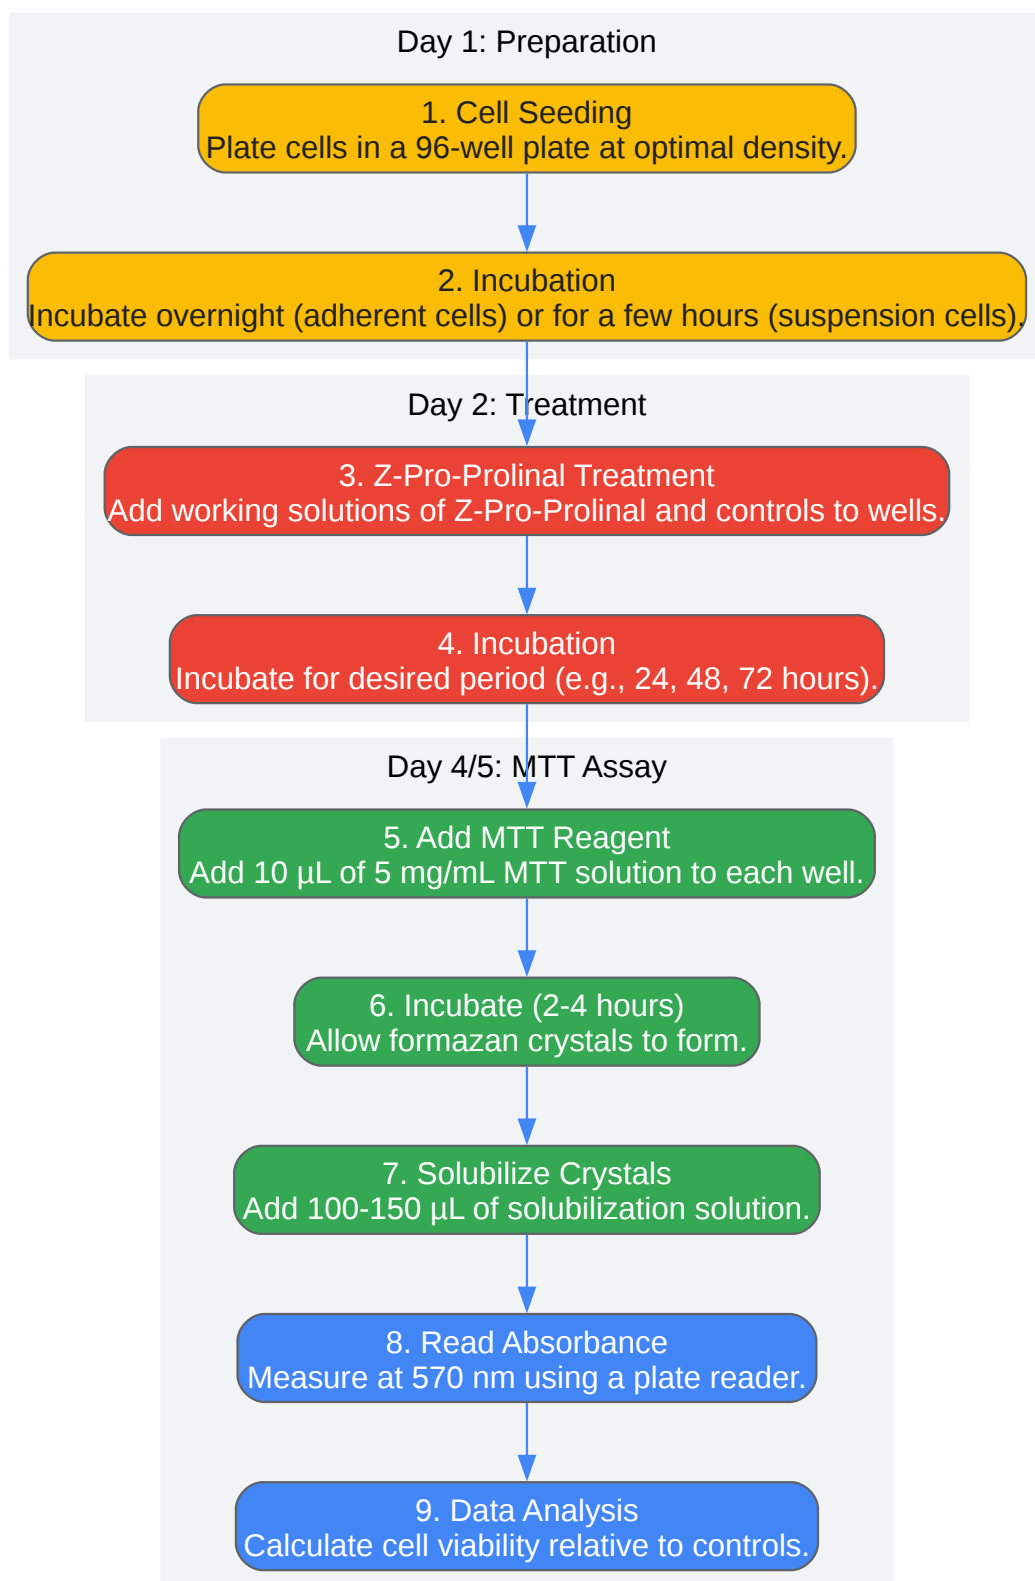 Day 1: Preparation
1. Cell Seeding
Plate cells in a 96-well plate at optimal density.
2. Incubation
Incubate overnight (adherent cells) or for a few hours (suspension cells).
Day 2: Treatment
3. Z-Pro-Prolinal Treatment
Add working solutions of Z-Pro-Prolinal and controls to wells.
4. Incubation
Incubate for desired period (e.g., 24, 48, 72 hours).
Day 4/5: MTT Assay
5. Add MTT Reagent
Add 10 µL of 5 mg/mL MTT solution to each well.
6. Incubate (2-4 hours)
Allow formazan crystals to form.
7. Solubilize Crystals
Add 100-150 µL of solubilization solution.
8. Read Absorbance
Measure at 570 nm using a plate reader.
9. Data Analysis
Calculate cell viability relative to controls.